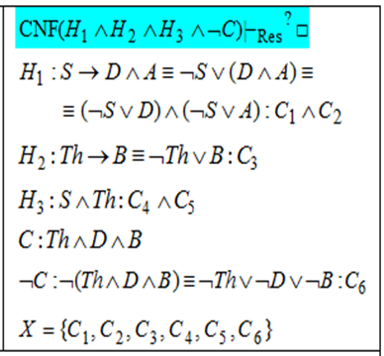 CNF(H₁ ∧H₂ ∧H₃ ∧¬C)⊢Res? □
H₁ : S → D ∧ A ≡ ¬S ∨ (D ∧ A) ≡
≡ (¬S ∨ D) ∧ (¬S ∨ A) : C₁ ∧ C₂
H₂ : Th → B ≡ ¬Th ∨ B : C₃
H₃ : S ∧ Th : C₄ ∧ C₅
C : Th ∧ D ∧ B
¬C : ¬(Th ∧ D ∧ B) ≡ ¬Th ∨ ¬D ∨ ¬B : C₆
X = {C₁, C₂, C₃, C₄, C₅, C₆}